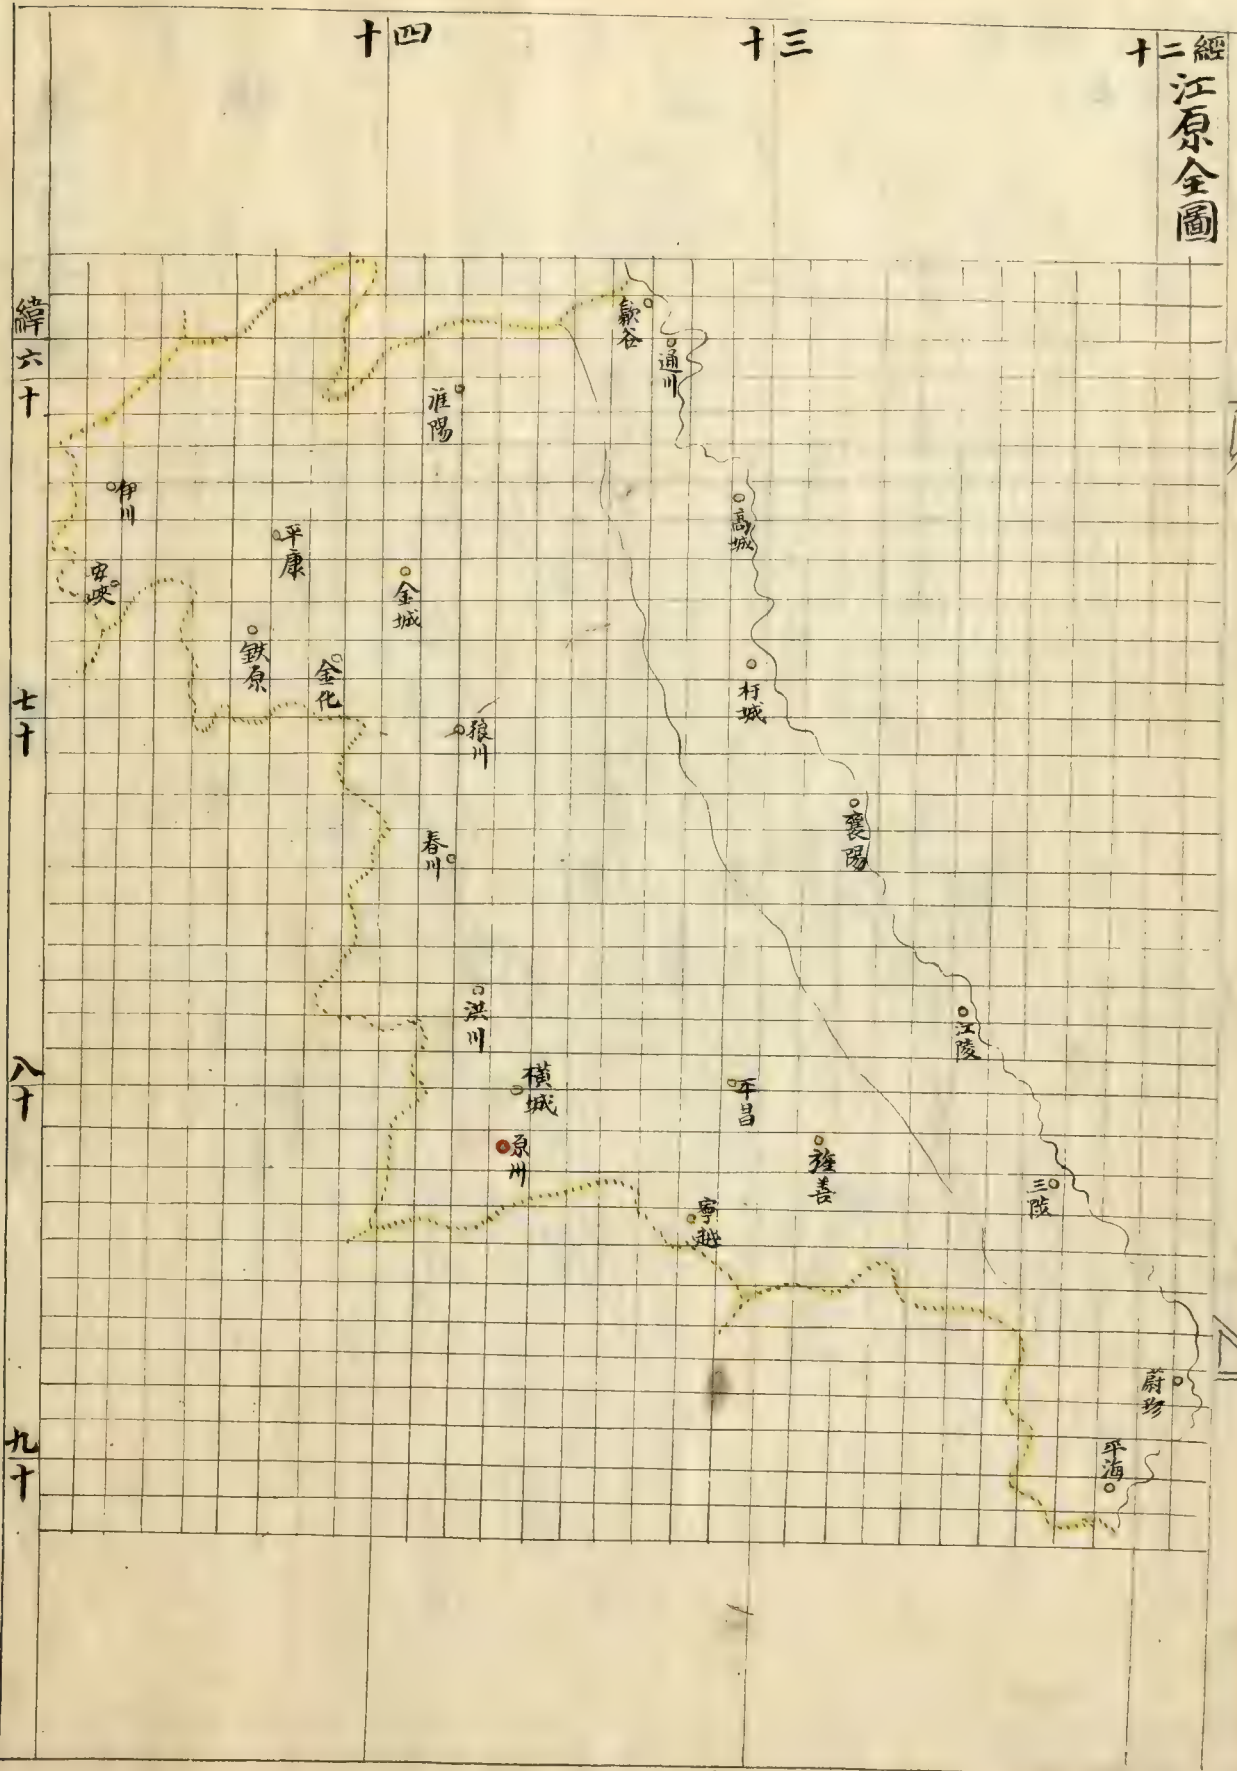 江原全圖
經二十
三十
四十
緯六十
七十
八十
九十
歙谷
通川
淮陽
伊川
高城
平康
安峽
金城
鉄原
金化
杆城
狼川
襄陽
春川
洪川
江陵
橫城
平昌
原州
旌善
三陟
寧越
蔚珍
平海